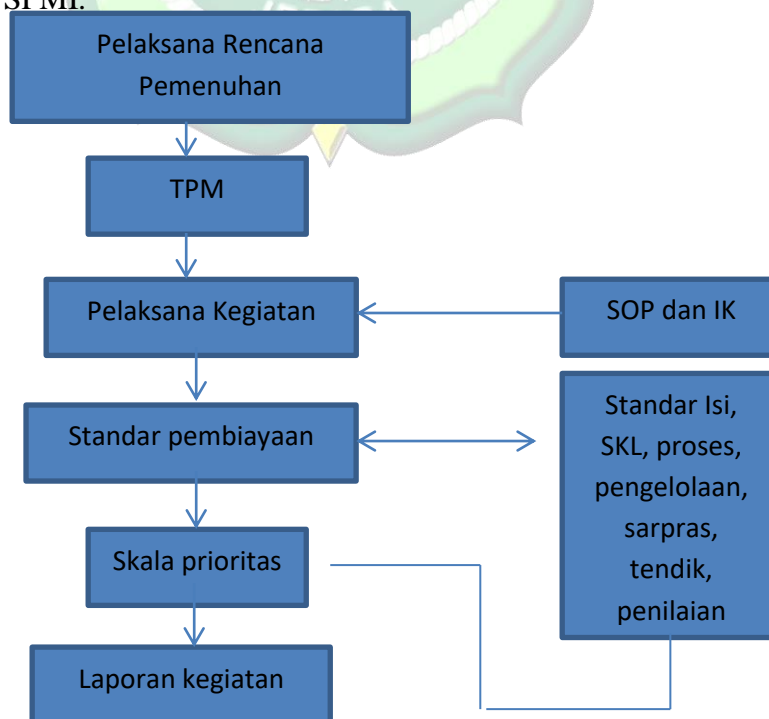 SPMI.
Pelaksana Rencana
Pemenuhan
TPM
Pelaksana Kegiatan
SOP dan IK
Standar pembiayaan
Standar Isi,
SKL, proses,
pengelolaan,
sarpras,
tendik,
penilaian
Skala prioritas
Laporan kegiatan